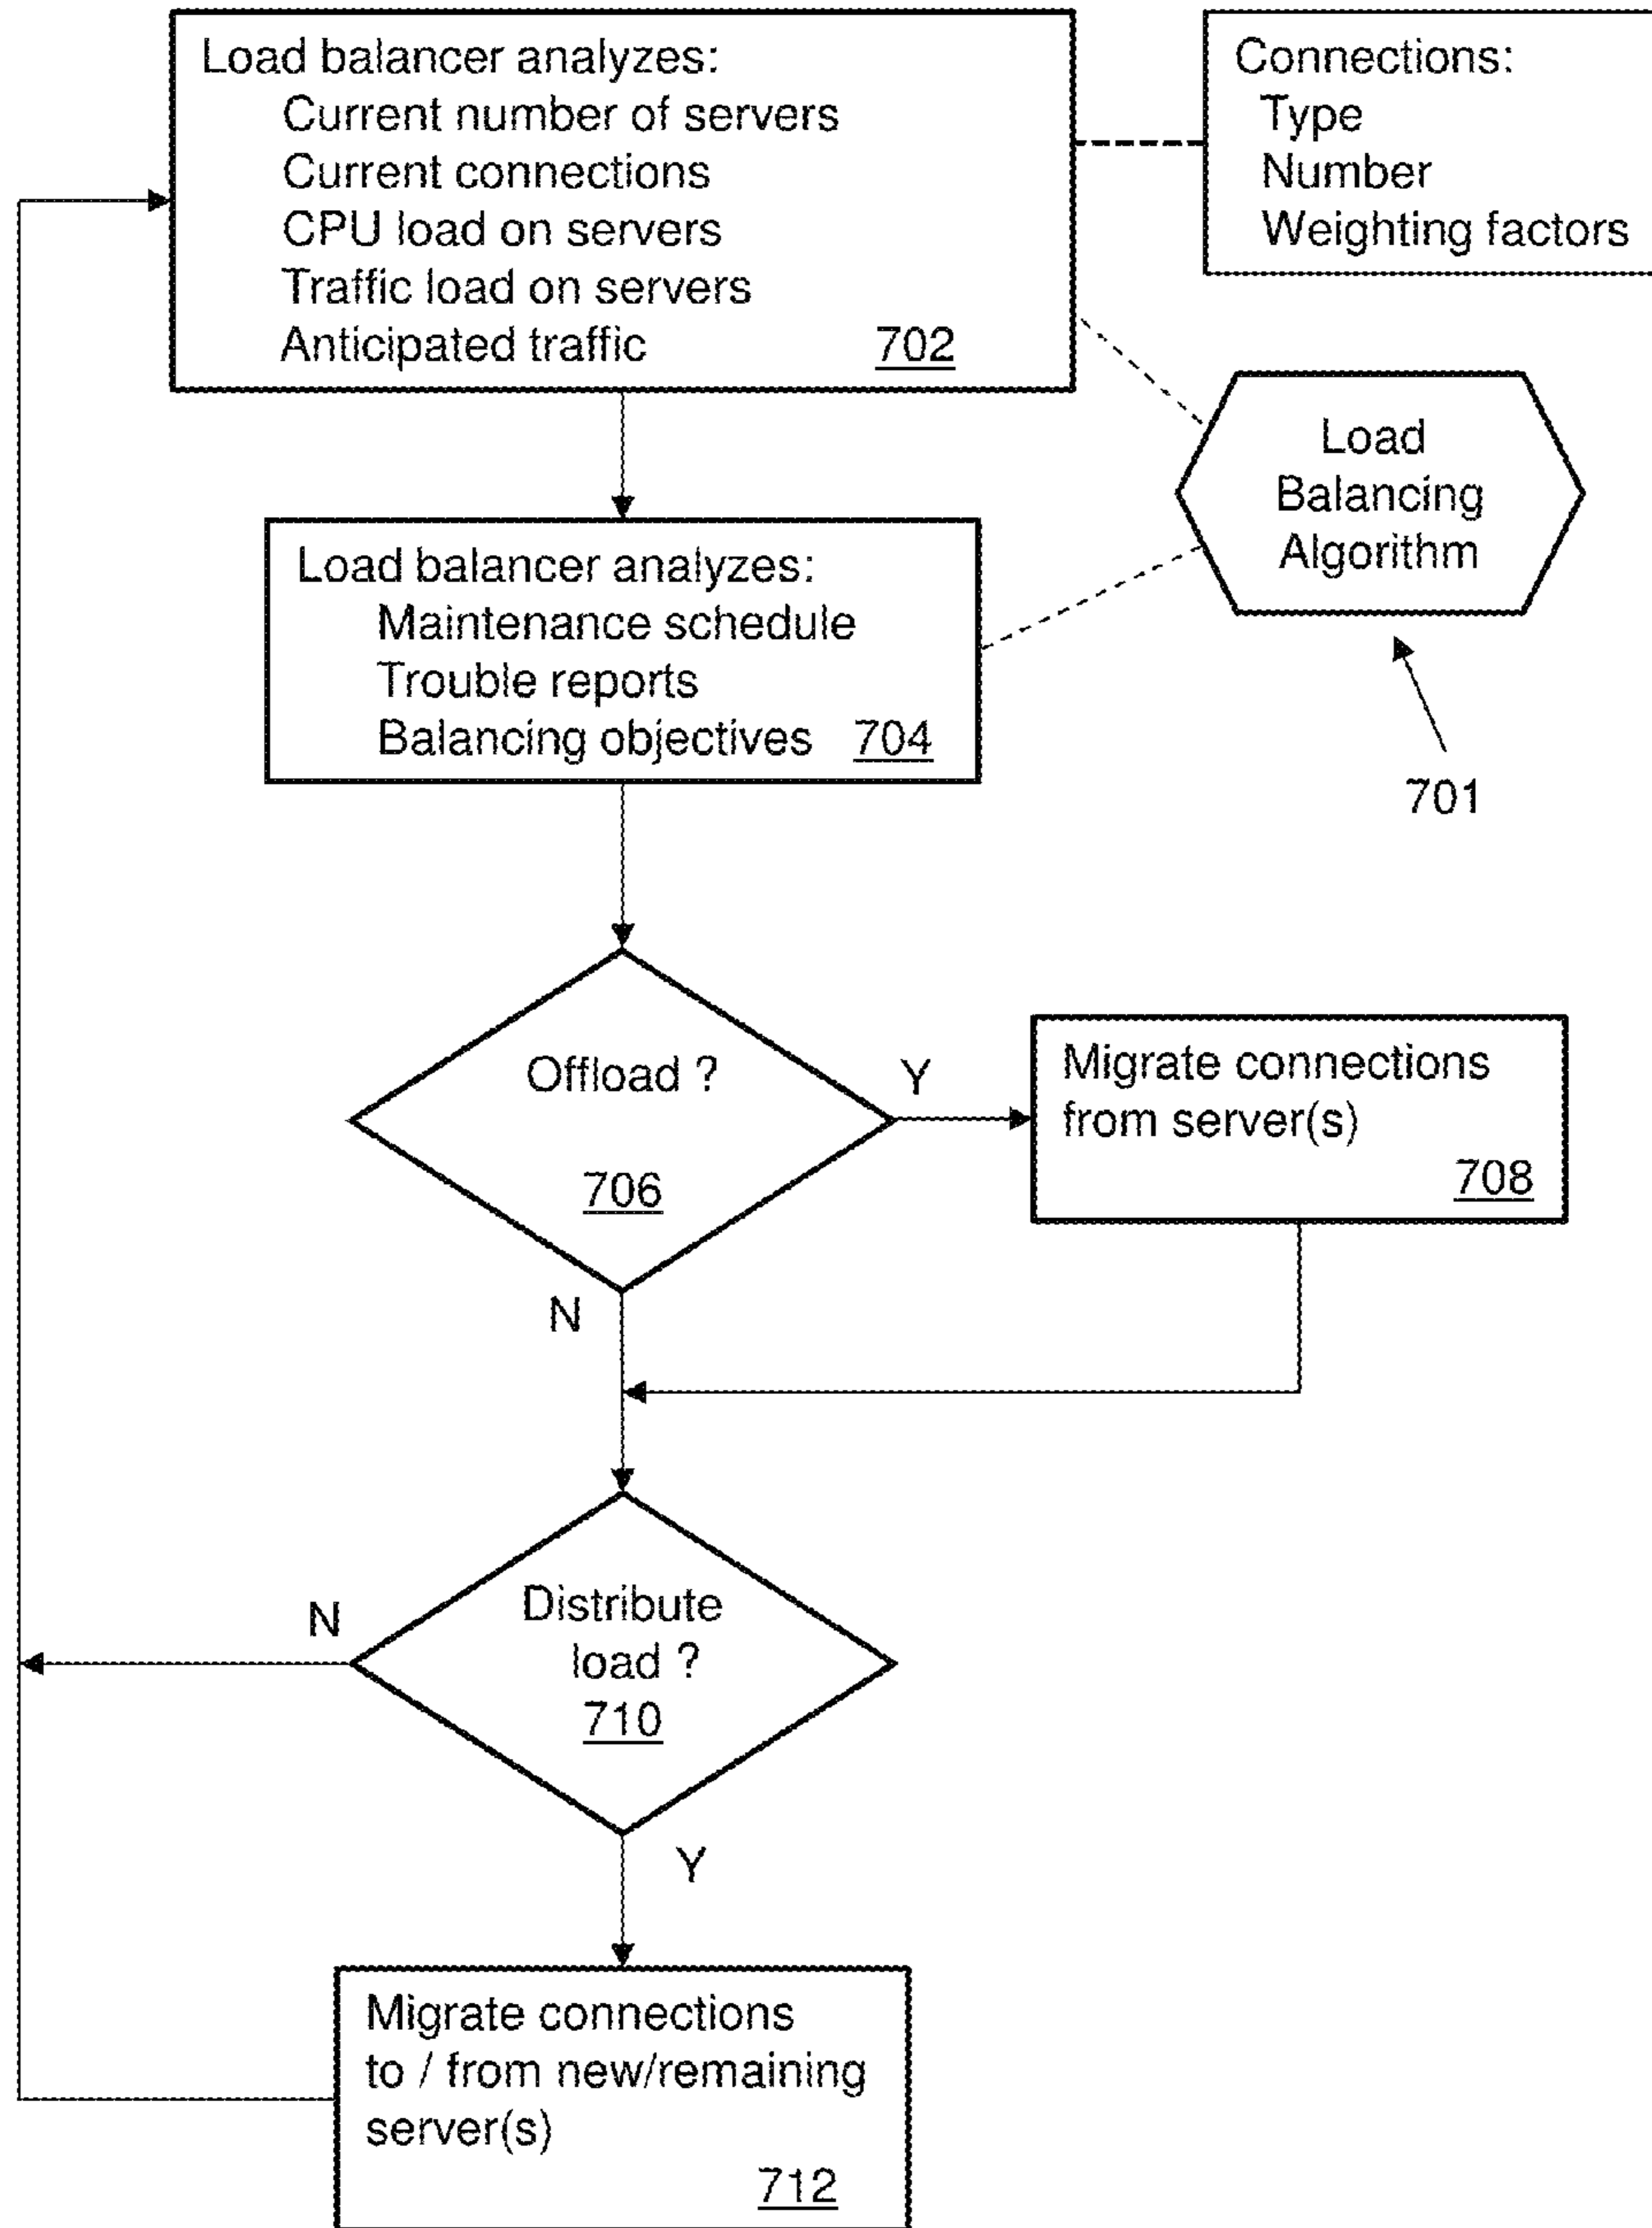 Load balancer analyzes:
Current number of servers
Current connections
CPU load on servers
Traffic load on servers
Anticipated traffic 702
Connections:
Type
Number
Weighting factors
Load
Balancing
Algorithm
701
Load balancer analyzes:
Maintenance schedule
Trouble reports
Balancing objectives 704
Offload ?
706
Y
N
Migrate connections
from server(s)
708
Distribute
load ?
710
N
Y
Migrate connections
to / from new/remaining
server(s)
712